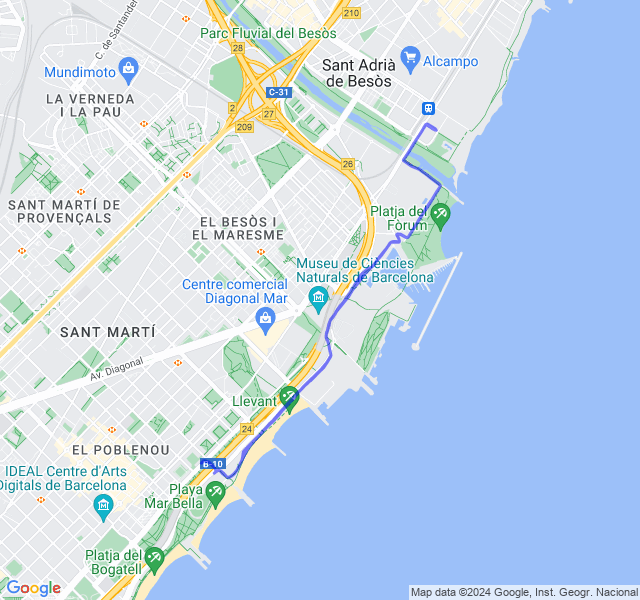 C. de Santander
210
Parc Fluvial del Besòs
28
Sant Adrià
de Besòs
Alcampo
Mundimoto
C-31
LA VERNEDA
I LA PAU
2
27
209
26
SANT MARTÍ DE
PROVENÇALS
EL BESÒS I
EL MARESME
Platja del
Fòrum
Museu de Ciències
Naturals de Barcelona
Centre comercial
Diagonal Mar
SANT MARTÍ
Av. Diagonal
Llevant
24
EL POBLENOU
B-10
IDEAL Centre d'Arts
Digitals de Barcelona
Playa
Mar Bella
Platja del
Bogatell
Google
Map data ©2024 Google, Inst. Geogr. Nacional